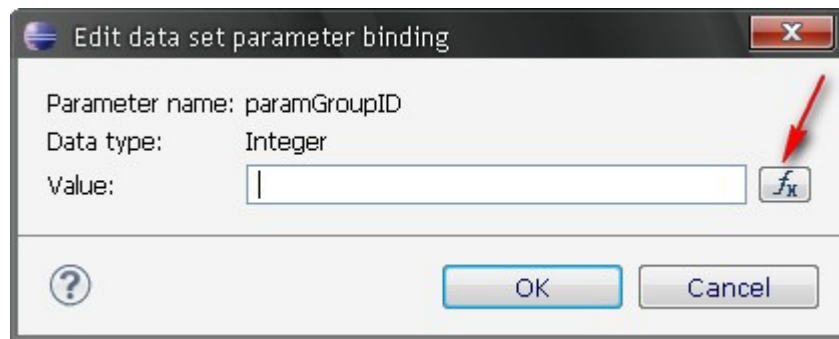 Edit data set parameter binding
Parameter name: paramGroupID
Data type: Integer
Value:
fx
?
OK Cancel